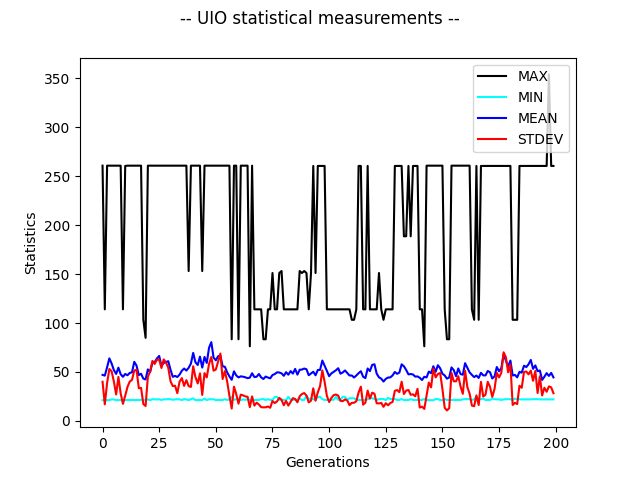 -- UIO statistical measurements --
350
300
250
200
150
100
50
0
Statistics
MAX
MIN
MEAN
STDEV
0 25 50 75 100 125 150 175 200
Generations